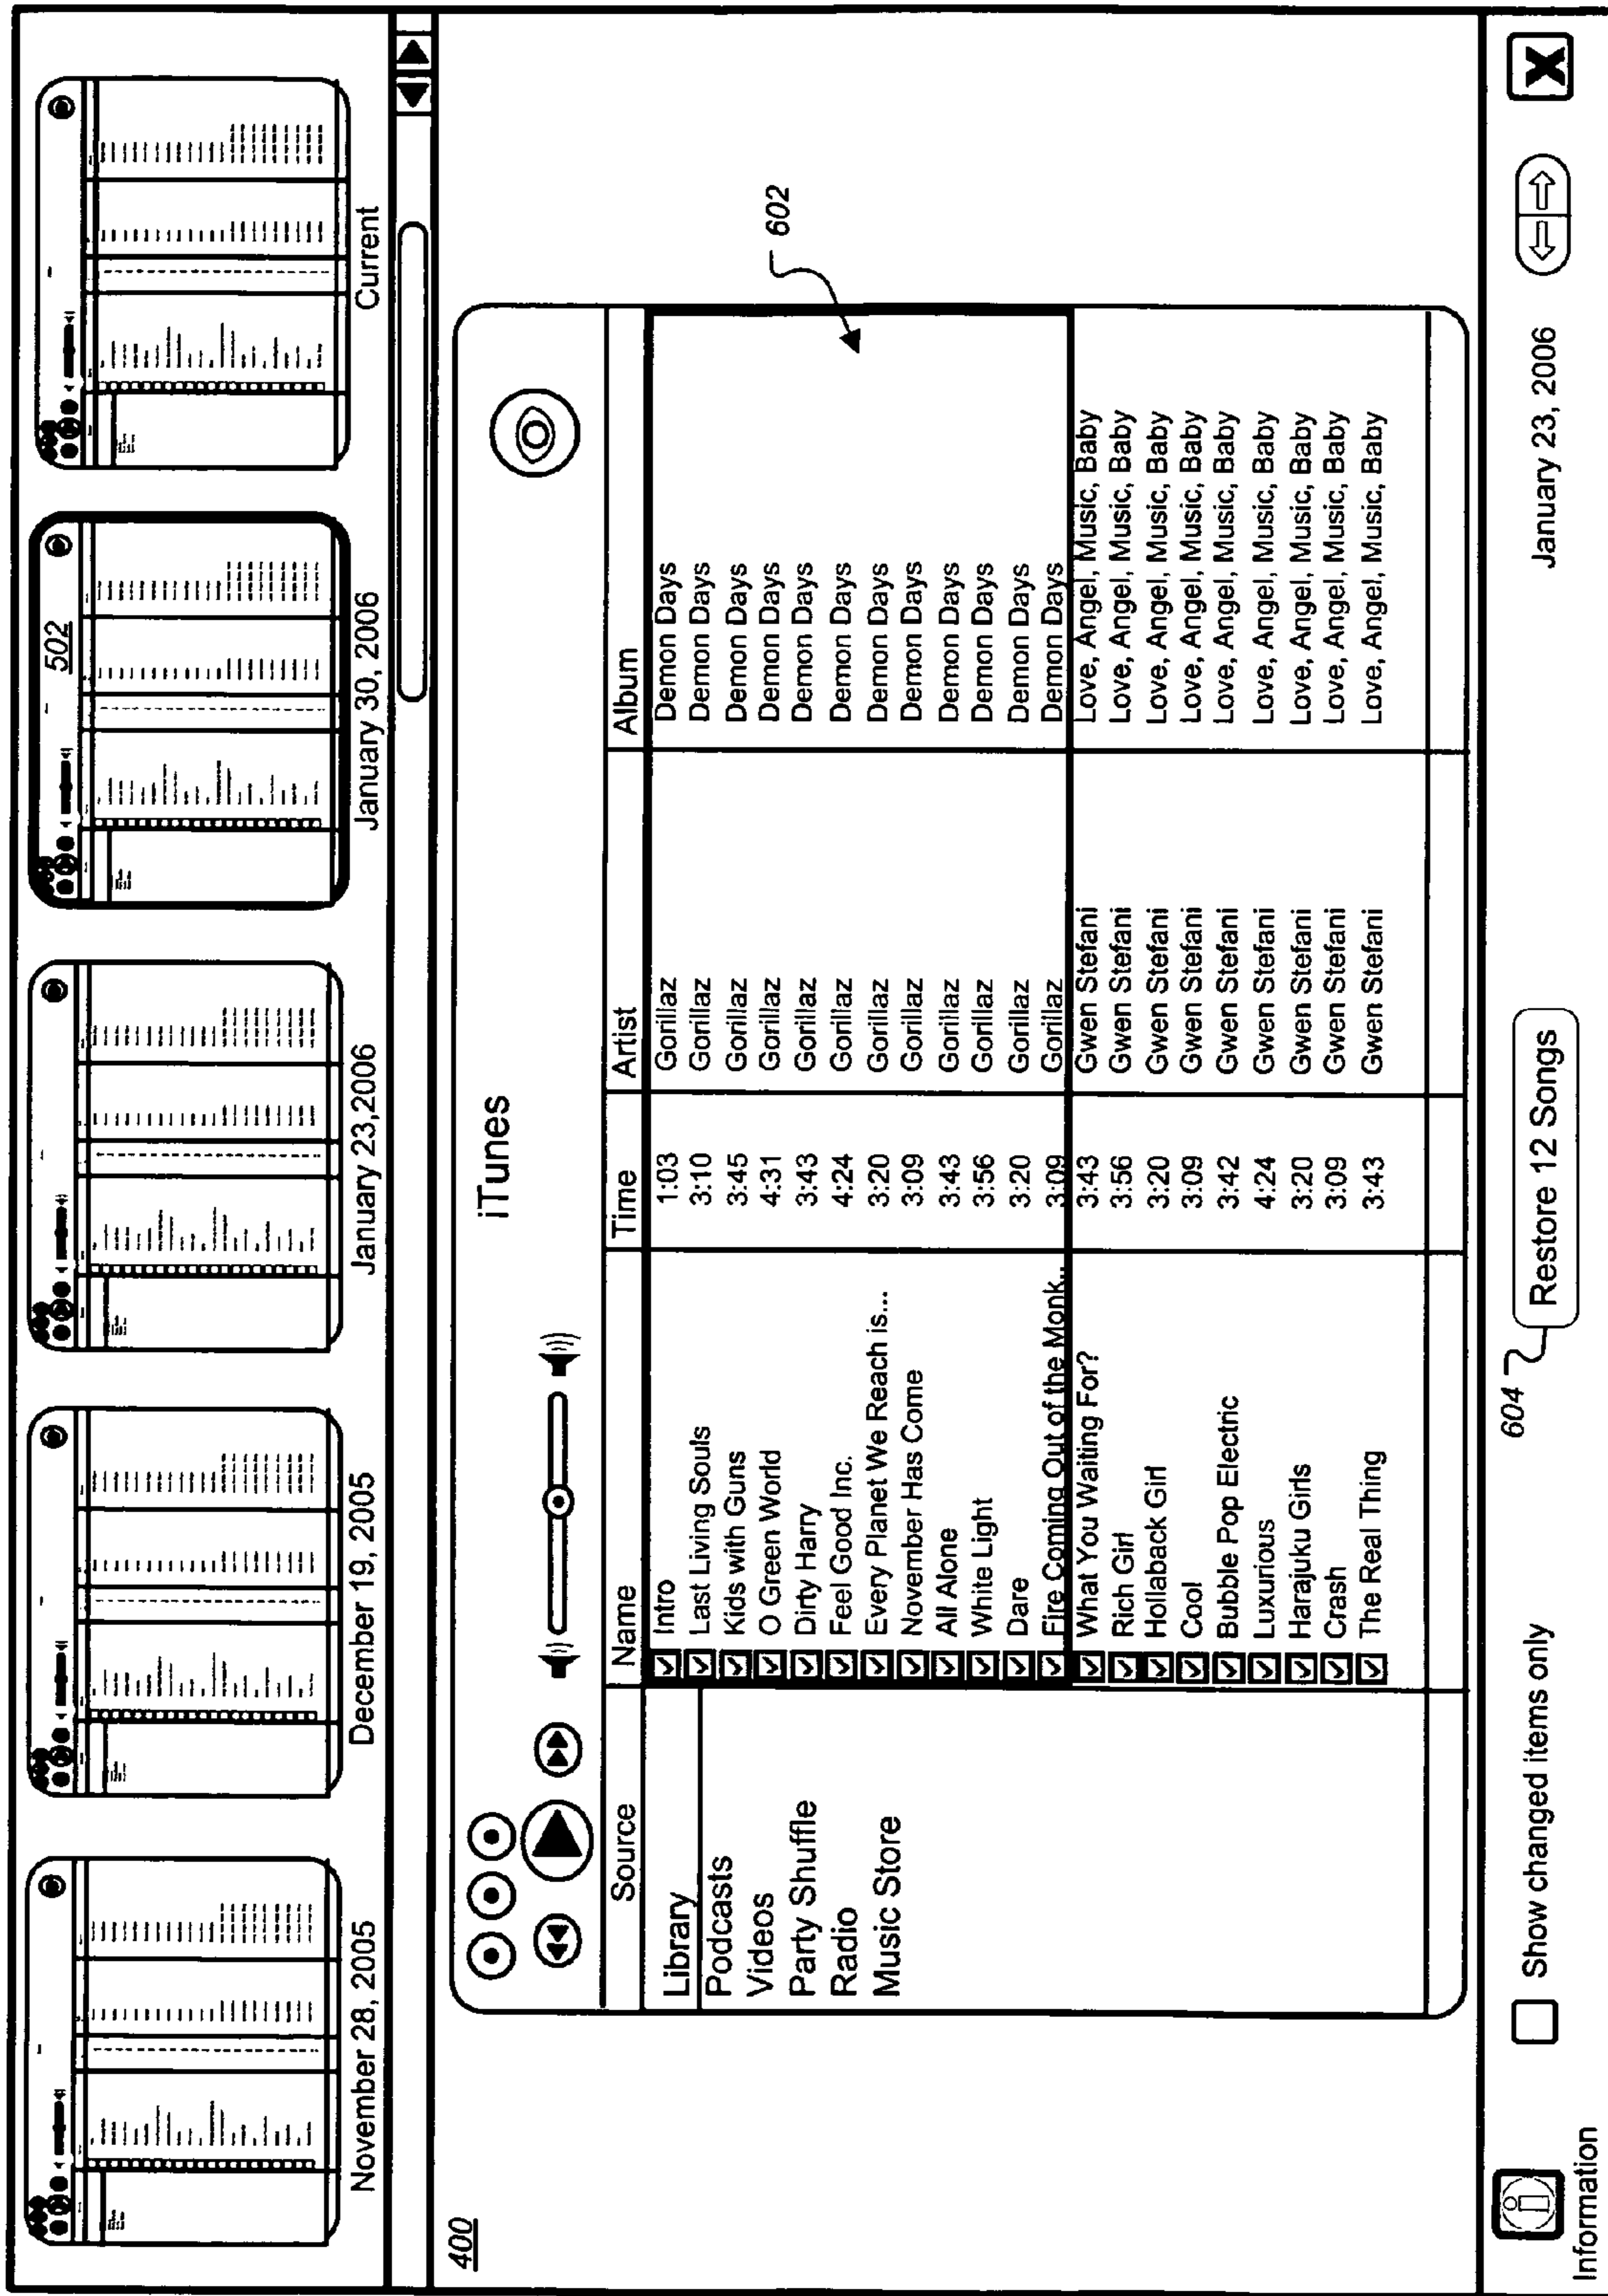 November 28, 2005
December 19, 2005
January 23,2006
502
January 30, 2006
Current
400
iTunes
Source Name Time Artist Album
Library
Podcasts
Videos
Party Shuffle
Radio
Music Store
Intro 1:03 Gorillaz Demon Days
Last Living Souls 3:10 Gorillaz Demon Days
Kids with Guns 3:45 Gorillaz Demon Days
O Green World 4:31 Gorillaz Demon Days
Dirty Harry 3:43 Gorillaz Demon Days
Feel Good Inc. 4:24 Gorillaz Demon Days
Every Planet We Reach is... 3:20 Gorillaz Demon Days
November Has Come 3:09 Gorillaz Demon Days
All Alone 3:43 Gorillaz Demon Days
White Light 3:56 Gorillaz Demon Days
Dare 3:20 Gorillaz Demon Days
Fire Coming Out of the Monk... 3:09 Gorillaz Demon Days
What You Waiting For? 3:43 Gwen Stefani Love, Angel, Music, Baby
Rich Girl 3:56 Gwen Stefani Love, Angel, Music, Baby
Hollaback Girl 3:20 Gwen Stefani Love, Angel, Music, Baby
Cool 3:09 Gwen Stefani Love, Angel, Music, Baby
Bubble Pop Electric 3:42 Gwen Stefani Love, Angel, Music, Baby
Luxurious 4:24 Gwen Stefani Love, Angel, Music, Baby
Harajuku Girls 3:20 Gwen Stefani Love, Angel, Music, Baby
Crash 3:09 Gwen Stefani Love, Angel, Music, Baby
The Real Thing 3:43 Gwen Stefani Love, Angel, Music, Baby
602
604
Information
Show changed items only
Restore 12 Songs
January 23, 2006
X